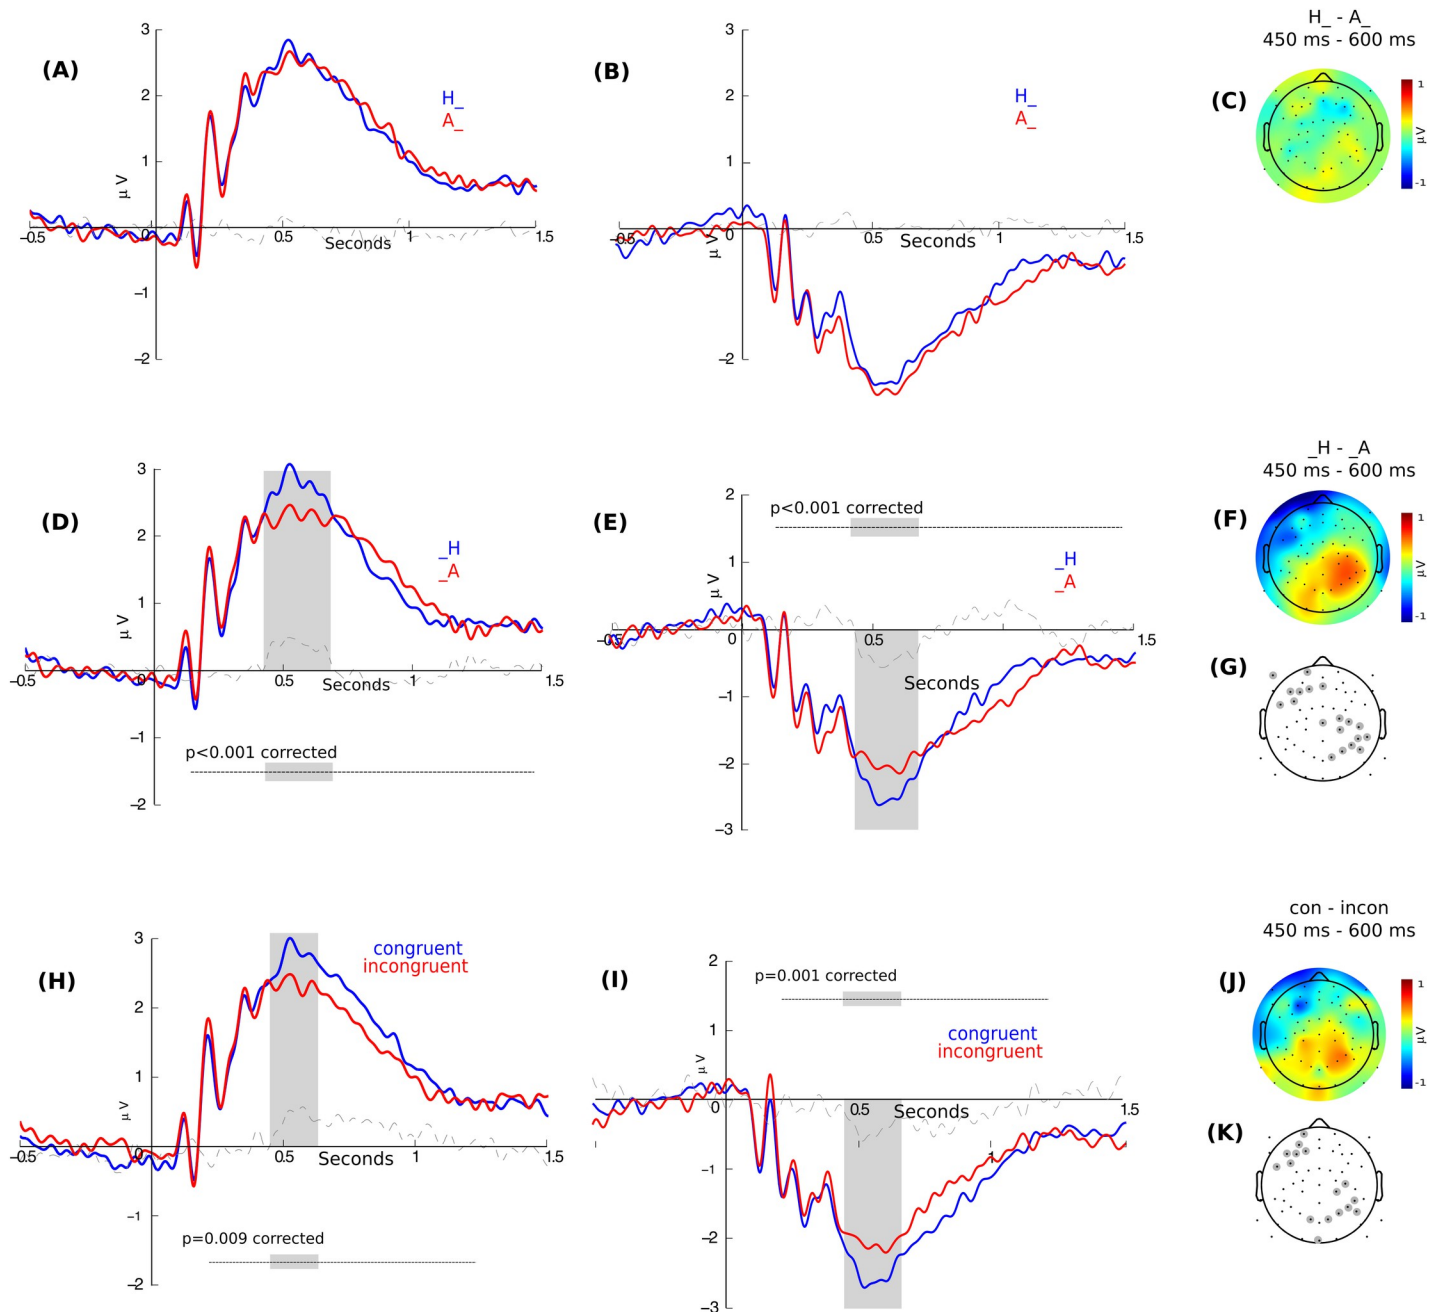 (A)
3
2
1
0
−1
−2
μ V
−0.5
0.5
1
1.5
Seconds
H_
A_
(B)
3
2
1
0
−2
μ V
−0.5
0.5
1
1.5
Seconds
H_
A_
H_ - A_
450 ms - 600 ms
(C)
1
-1
μV
(D)
3
2
1
0
−1
−2
μ V
−0.5
0.5
1
1.5
Seconds
_H
_A
p<0.001 corrected
(E)
2
1
0
−1
−2
−3
μ V
−0.5
0.5
1
1.5
Seconds
p<0.001 corrected
_H
_A
_H - _A
450 ms - 600 ms
(F)
1
-1
μV
(G)
(H)
3
2
1
0
−1
−2
μ V
−0.5
0.5
1
1.5
Seconds
congruent
incongruent
p=0.009 corrected
(I)
2
1
0
−1
−2
−3
μ V
0.5
1
1.5
Seconds
p=0.001 corrected
congruent
incongruent
con - incon
450 ms - 600 ms
(J)
1
-1
μV
(K)